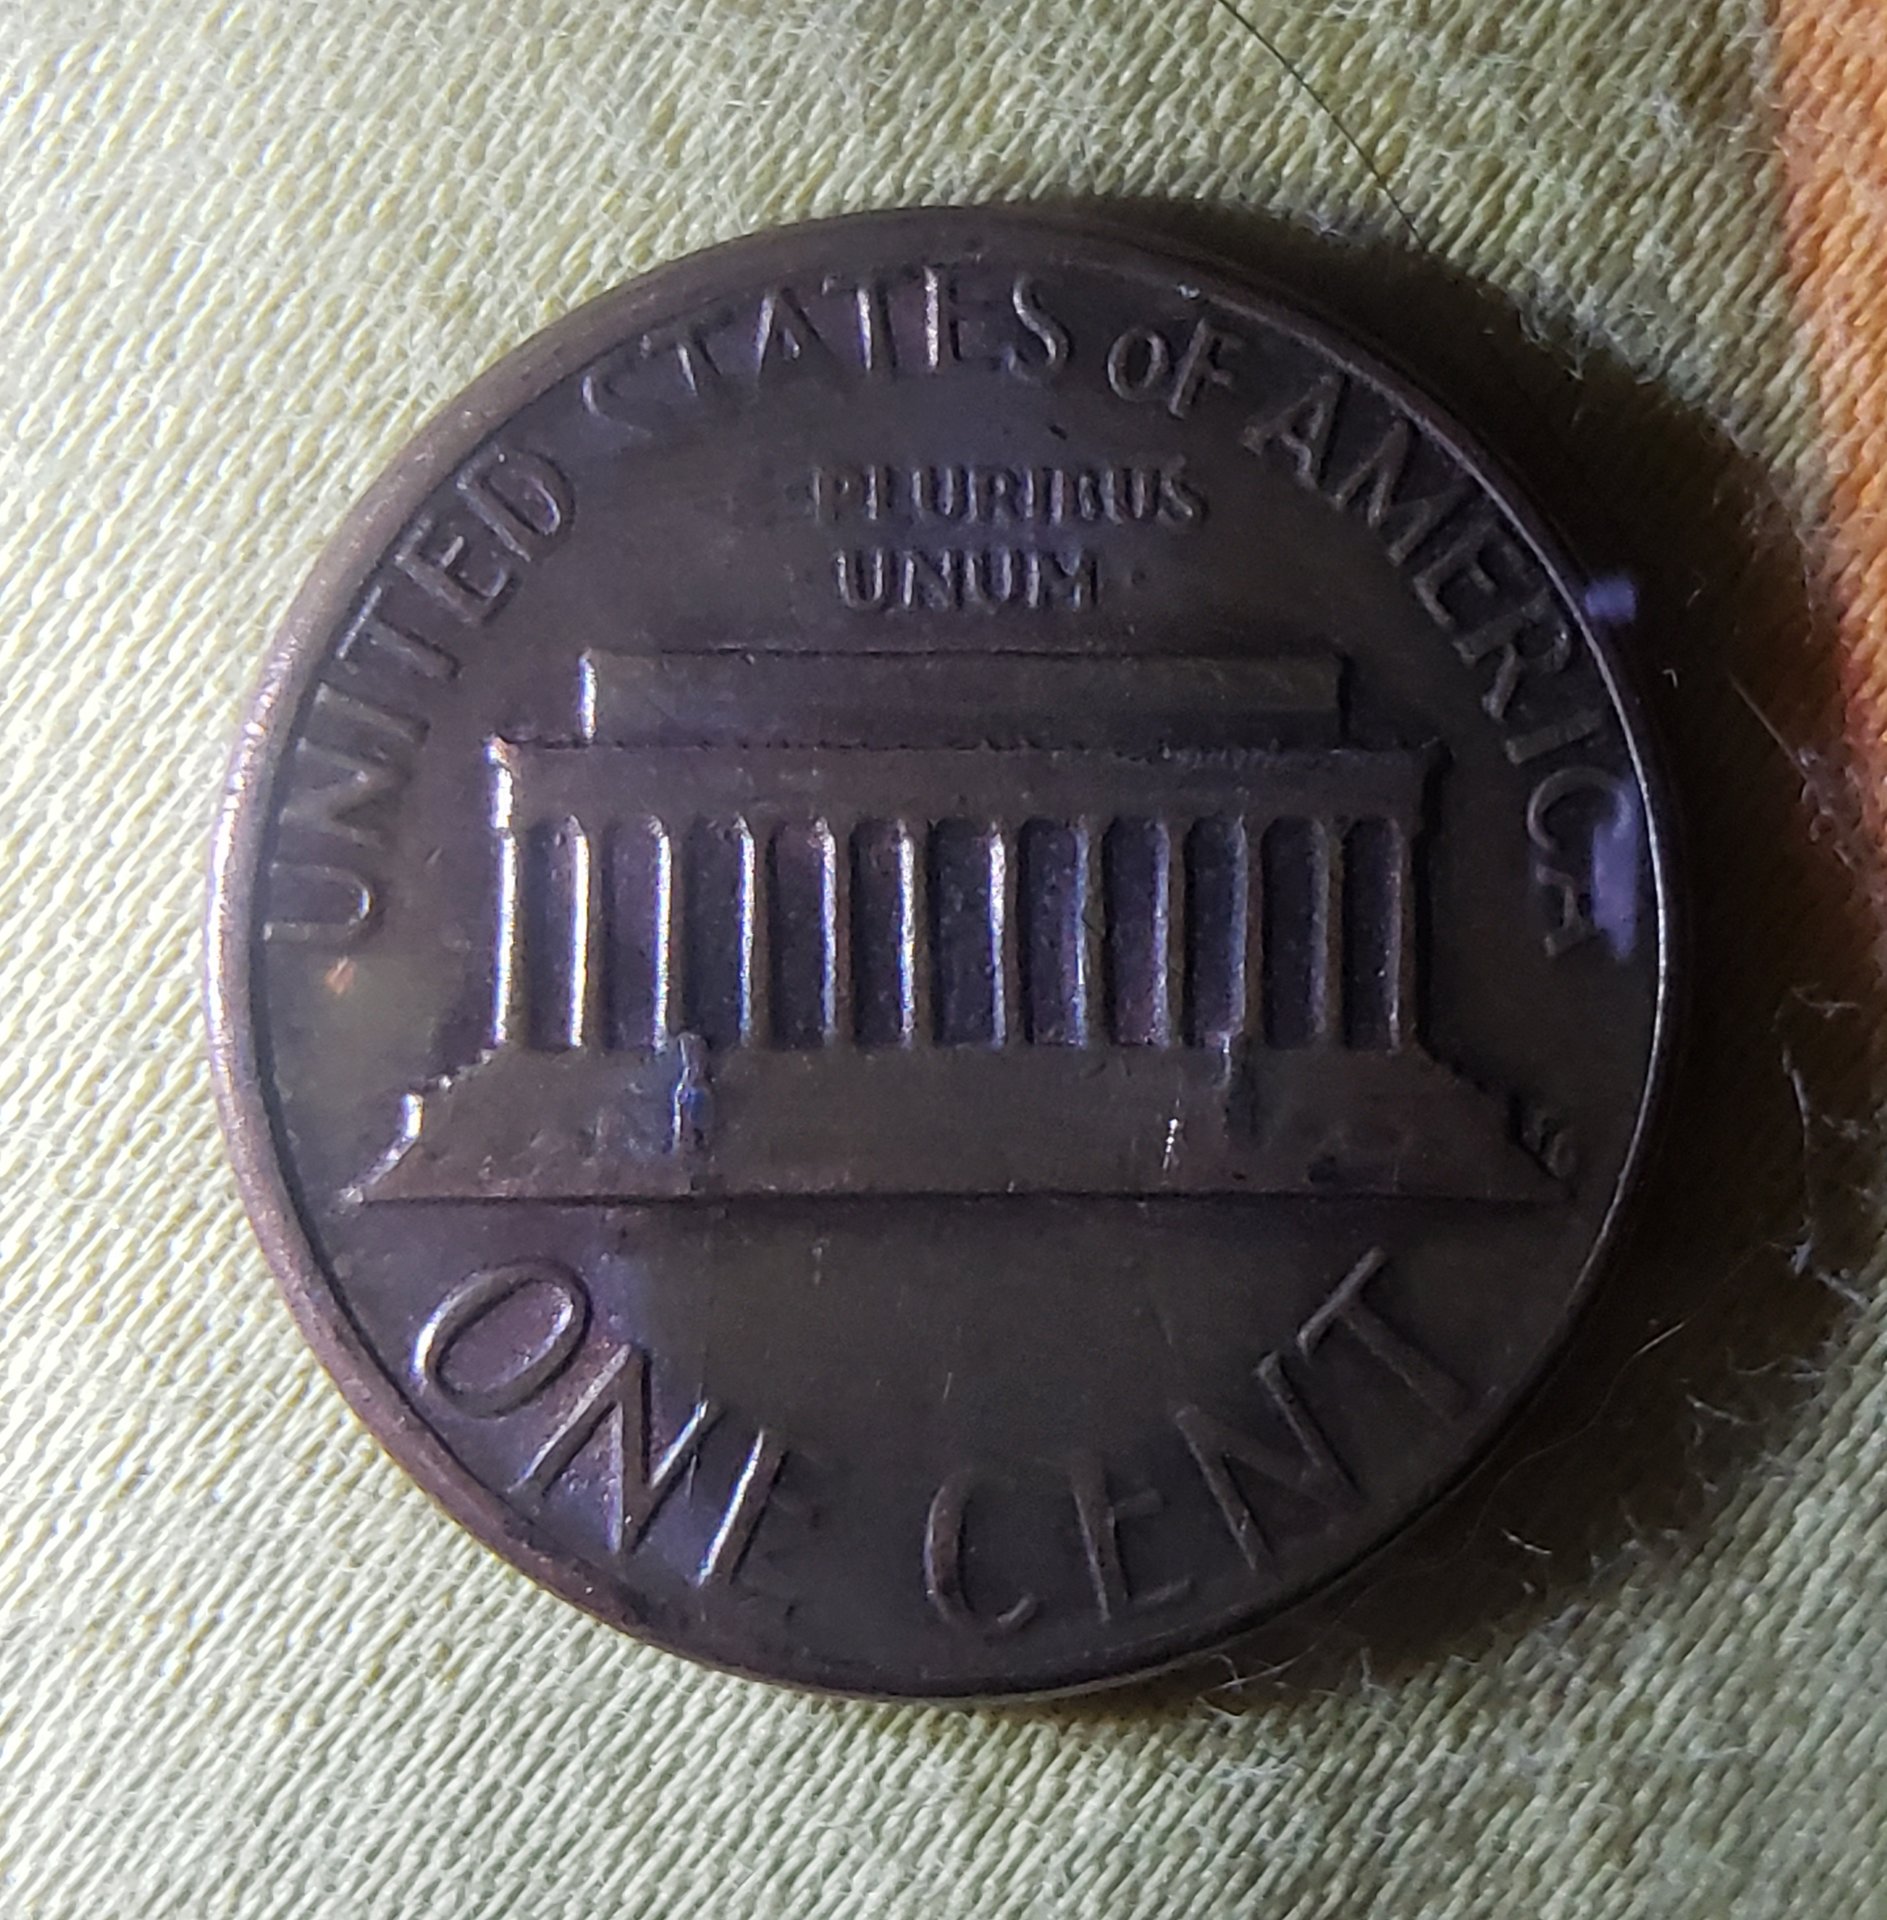 UNITED STATES OF AMERICA
PLURIBUS
UNUM
ONE CENT